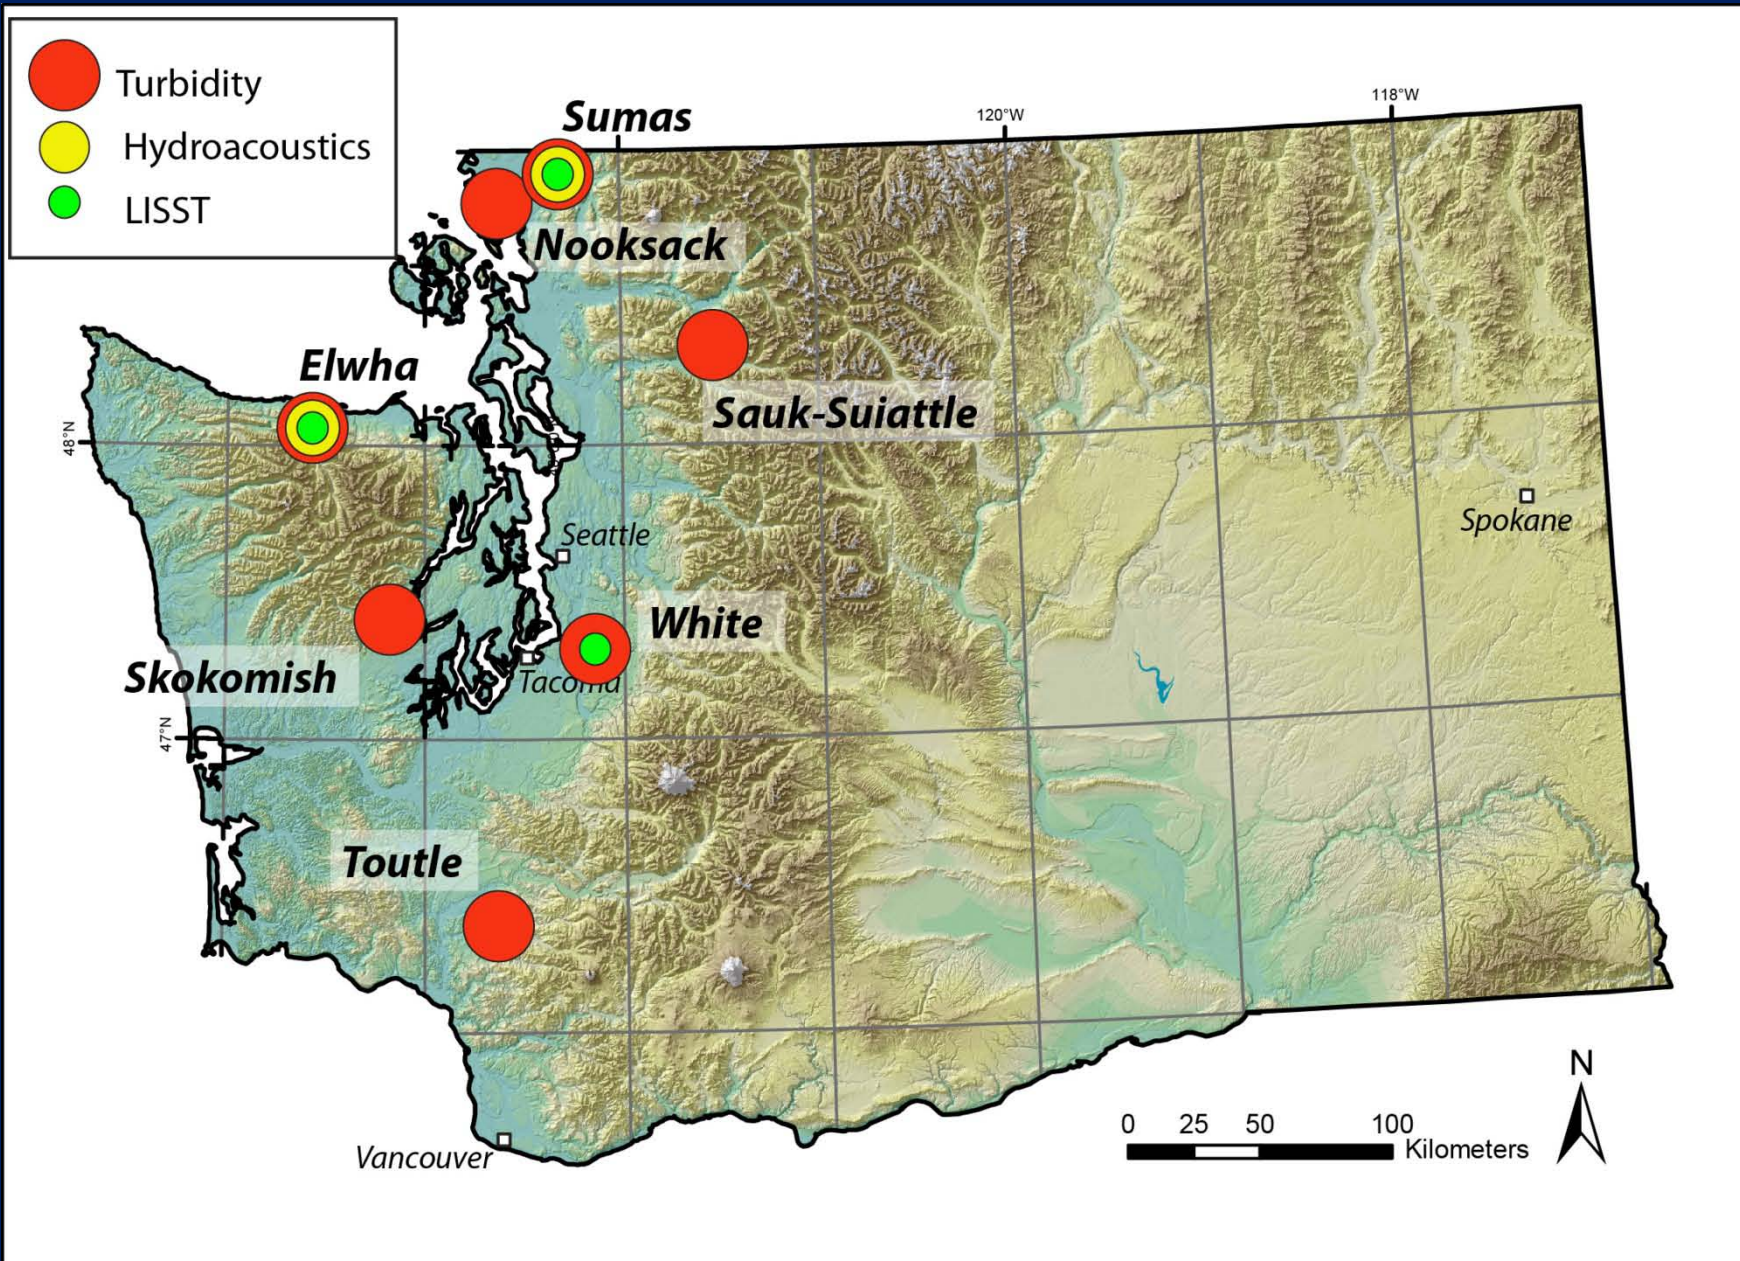 Turbidity
Hydroacoustics
LISST
Sumas
120°W
118°W
Nooksack
Elwha
Sauk-Suiattle
48°N
Spokane
Seattle
White
Skokomish
Tacoma
47°N
Toutle
N
0 25 50 100
Kilometers
Vancouver